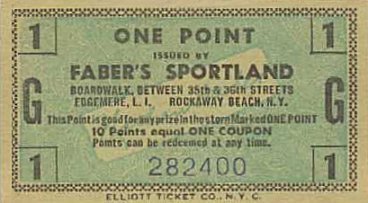 1 ONE POINT 1
ISSUED BY
FABER'S SPORTLAND
G BOARDWALK, BETWEEN 35th & 36th STREETS G
EDGEMERE, L. I. ROCKAWAY BEACH, N.Y.
This Point is good for any prize in the store Marked ONE POINT
10 Points equal ONE COUPON
Points can be redeemed at any time.
1 282400 1
ELLIOTT TICKET CO., N. Y. C.